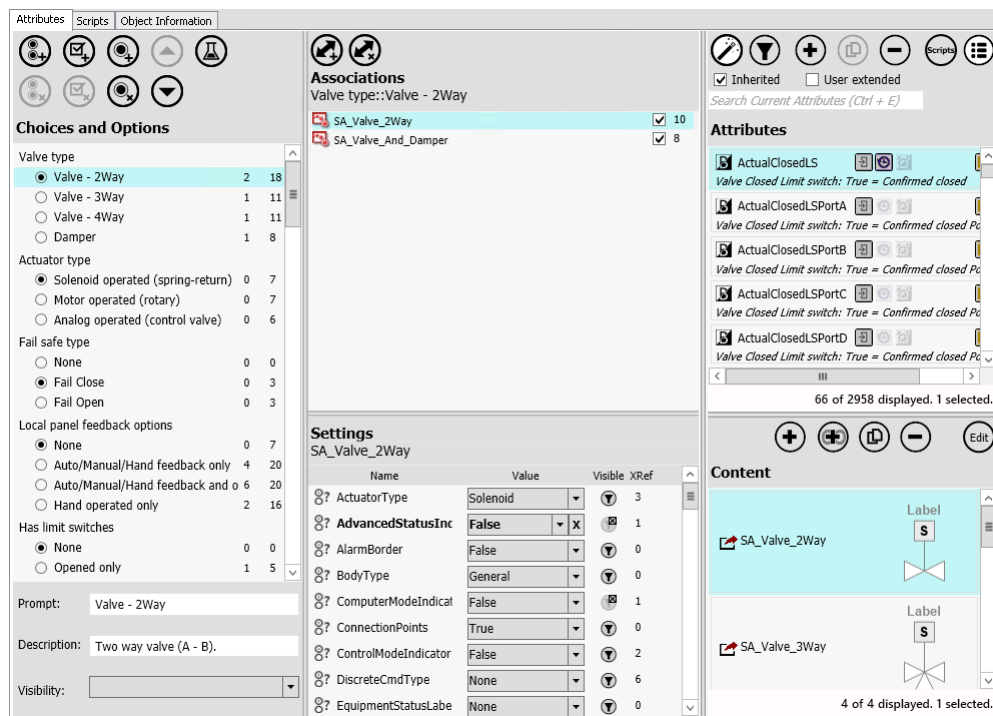 Attributes
Scripts
Object Information
Choices and Options
Valve type
Valve - 2Way 2 18
Valve - 3Way 1 11
Valve - 4Way 1 11
Damper 1 8
Actuator type
Solenoid operated (spring-return) 0 7
Motor operated (rotary) 0 7
Analog operated (control valve) 0 6
Fail safe type
None 0 0
Fail Close 0 3
Fail Open 0 3
Local panel feedback options
None 0 7
Auto/Manual/Hand feedback only 4 20
Auto/Manual/Hand feedback and o 6 20
Hand operated only 2 16
Has limit switches
None 0 0
Opened only 1 5
Prompt: Valve - 2Way
Description: Two way valve (A - B).
Visibility:
Associations
Valve type::Valve - 2Way
SA_Valve_2Way 10
SA_Valve_And_Damper 8
Settings
SA_Valve_2Way
Name Value Visible XRef
ActuatorType Solenoid 3
AdvancedStatusInc False X 1
AlarmBorder False 0
BodyType General 0
ComputerModeIndicat False 1
ConnectionPoints True 0
ControlModeIndicator False 2
DiscreteCmdType None 6
EquipmentStatusLabe None 0
Scripts
Inherited User extended
Search Current Attributes (Ctrl + E)
Attributes
ActualClosedLS
Valve Closed Limit switch: True = Confirmed closed
ActualClosedLSPortA
Valve Closed Limit switch: True = Confirmed closed Po
ActualClosedLSPortB
Valve Closed Limit switch: True = Confirmed closed Po
ActualClosedLSPortC
Valve Closed Limit switch: True = Confirmed closed Po
ActualClosedLSPortD
Valve Closed Limit switch: True = Confirmed closed Po
66 of 2958 displayed. 1 selected.
Edit
Content
Label
S
SA_Valve_2Way
Label
S
SA_Valve_3Way
4 of 4 displayed. 1 selected.